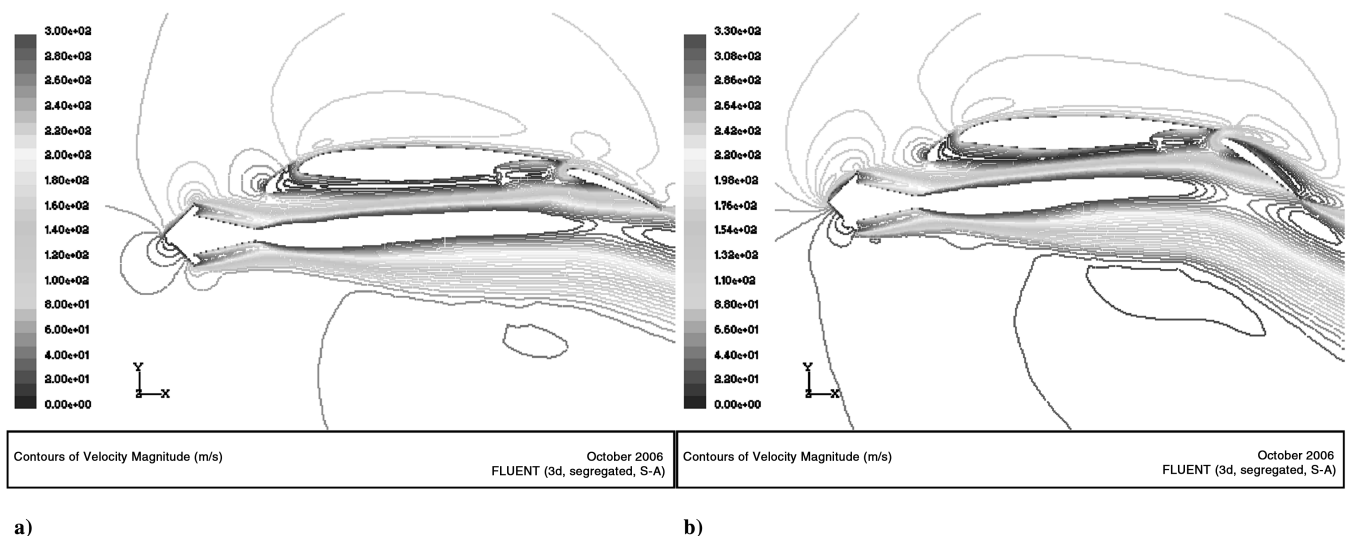 3.00e+02
2.80e+02
2.60e+02
2.40e+02
2.20e+02
2.00e+02
1.80e+02
1.60e+02
1.40e+02
1.20e+02
1.00e+02
8.00e+01
6.00e+01
4.00e+01
2.00e+01
0.00e+00
Y
Z X
Contours of Velocity Magnitude (m/s)
October 2006
FLUENT (3d, segregated, S-A)
a)
3.30e+02
3.08e+02
2.86e+02
2.64e+02
2.42e+02
2.20e+02
1.98e+02
1.76e+02
1.54e+02
1.32e+02
1.10e+02
8.80e+01
6.60e+01
4.40e+01
2.20e+01
0.00e+00
Y
Z X
Contours of Velocity Magnitude (m/s)
October 2006
FLUENT (3d, segregated, S-A)
b)